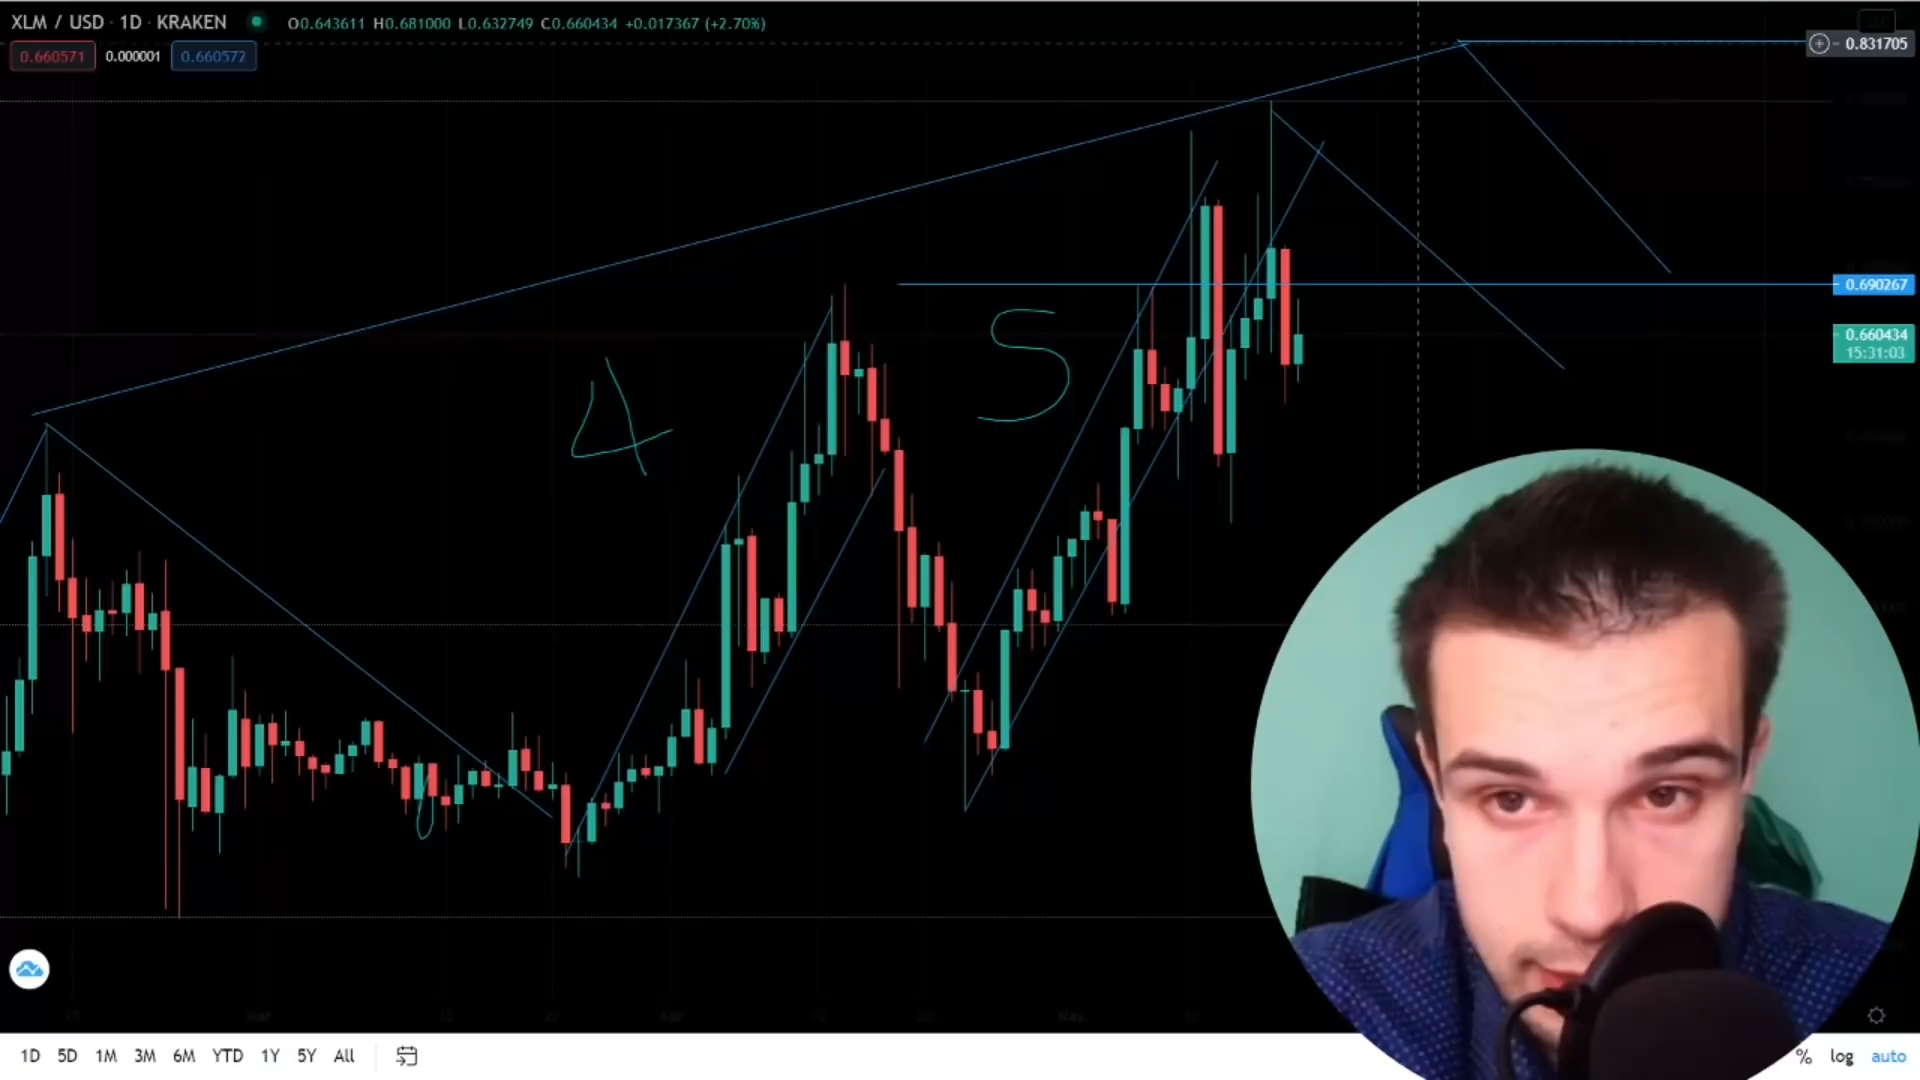 XLM / USD · 1D · KRAKEN O0.643611 H0.681000 L0.632749 C0.660434 +0.017367 (+2.70%)
0.660571 0.000001 0.660572
0.831705
0.690267
0.660434
15:31:03
4
5
1D 5D 1M 3M 6M YTD 1Y 5Y All
% log auto